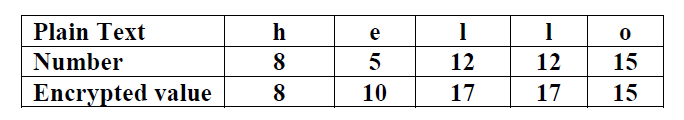 Plain Text h e l l o
Number 8 5 12 12 15
Encrypted value 8 10 17 17 15